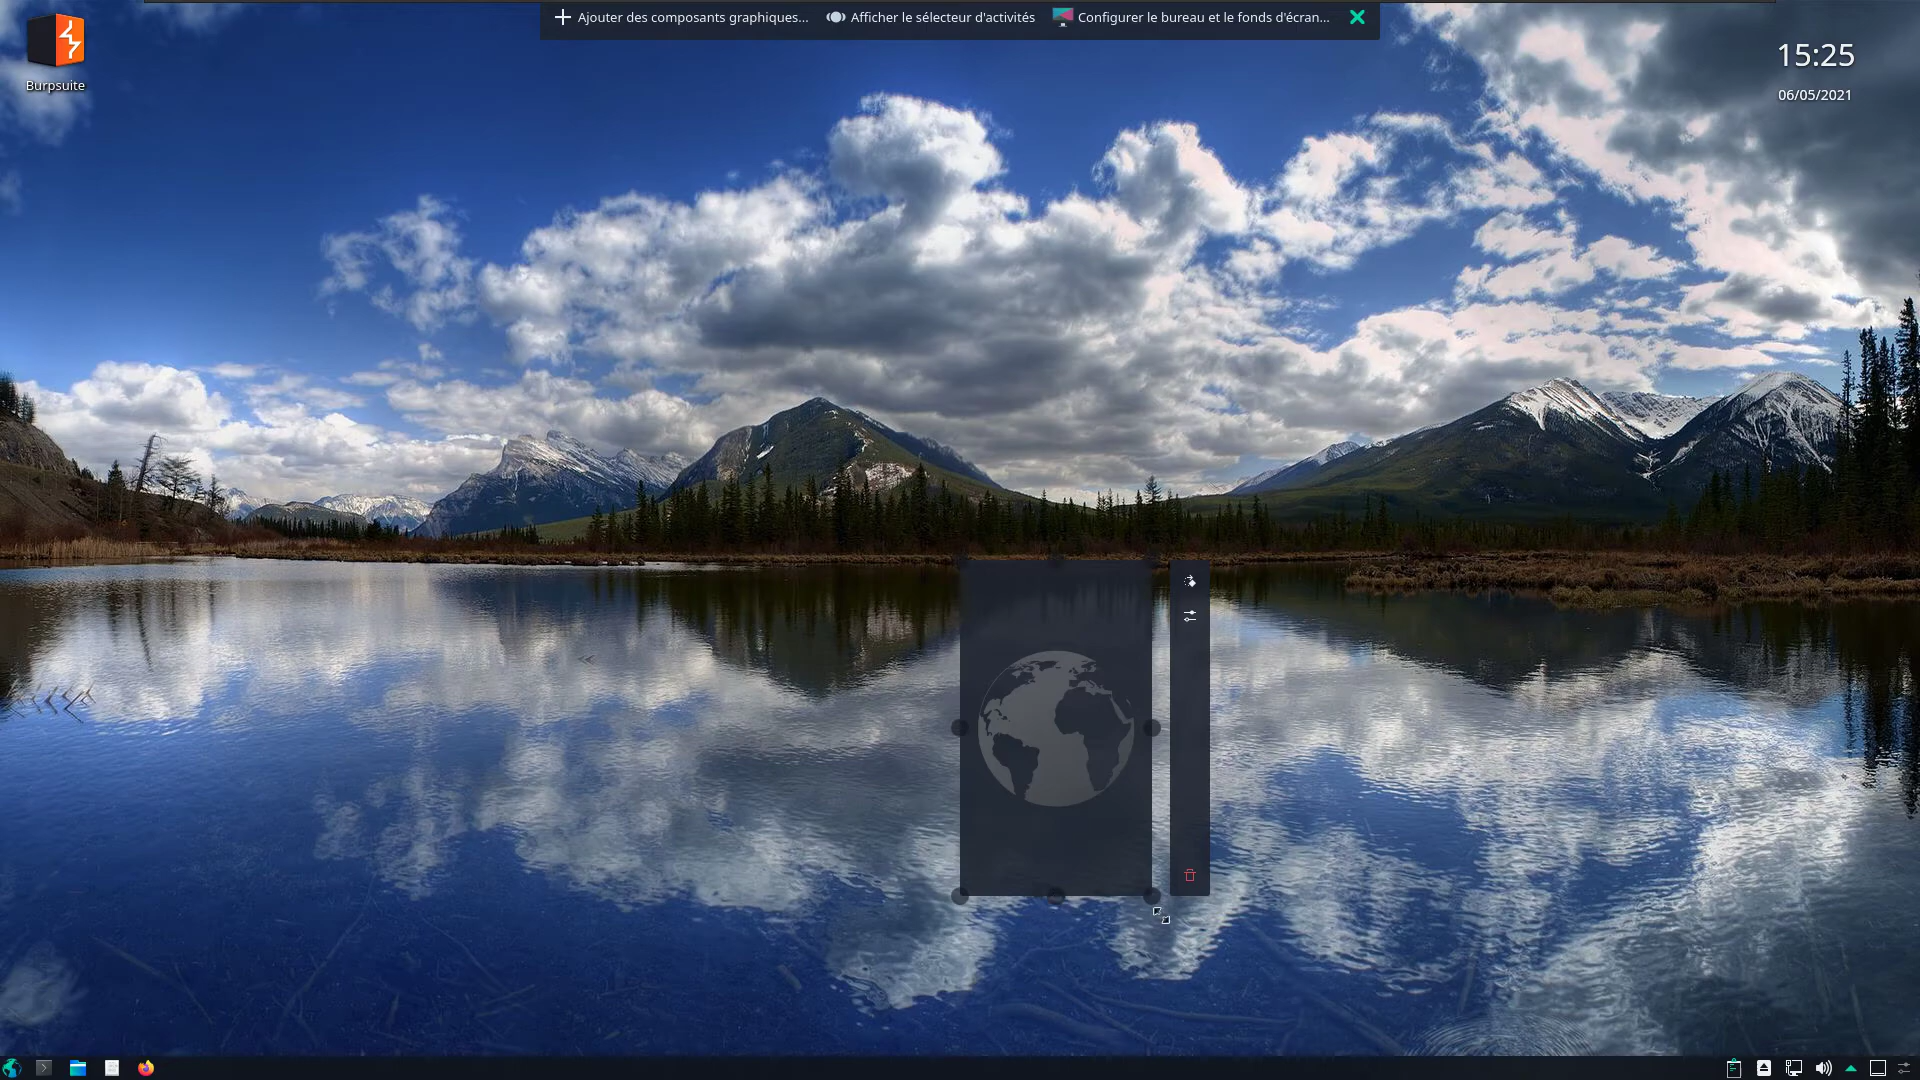 Ajouter des composants graphiques...
Afficher le sélecteur d'activités
Configurer le bureau et le fonds d'écran...
Burpsuite
15:25
06/05/2021